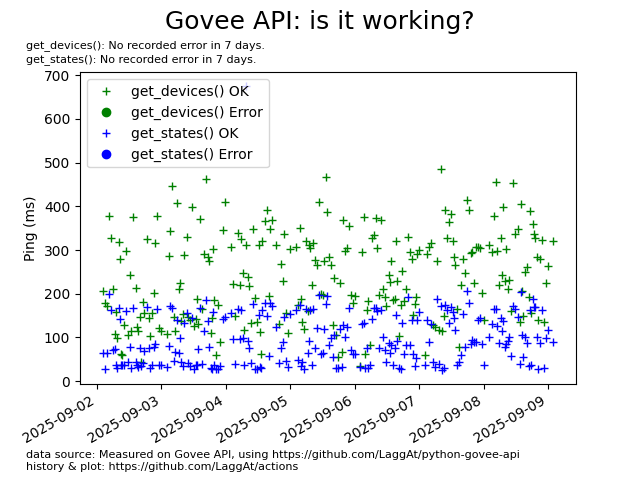 Govee API: is it working?
get_devices(): No recorded error in 7 days.
get_states(): No recorded error in 7 days.
700
600
500
400
300
200
100
0
Ping (ms)
get_devices() OK
get_devices() Error
get_states() OK
get_states() Error
2025-09-02
2025-09-03
2025-09-04
2025-09-05
2025-09-06
2025-09-07
2025-09-08
2025-09-09
data source: Measured on Govee API, using https://github.com/LaggAt/python-govee-api
history & plot: https://github.com/LaggAt/actions